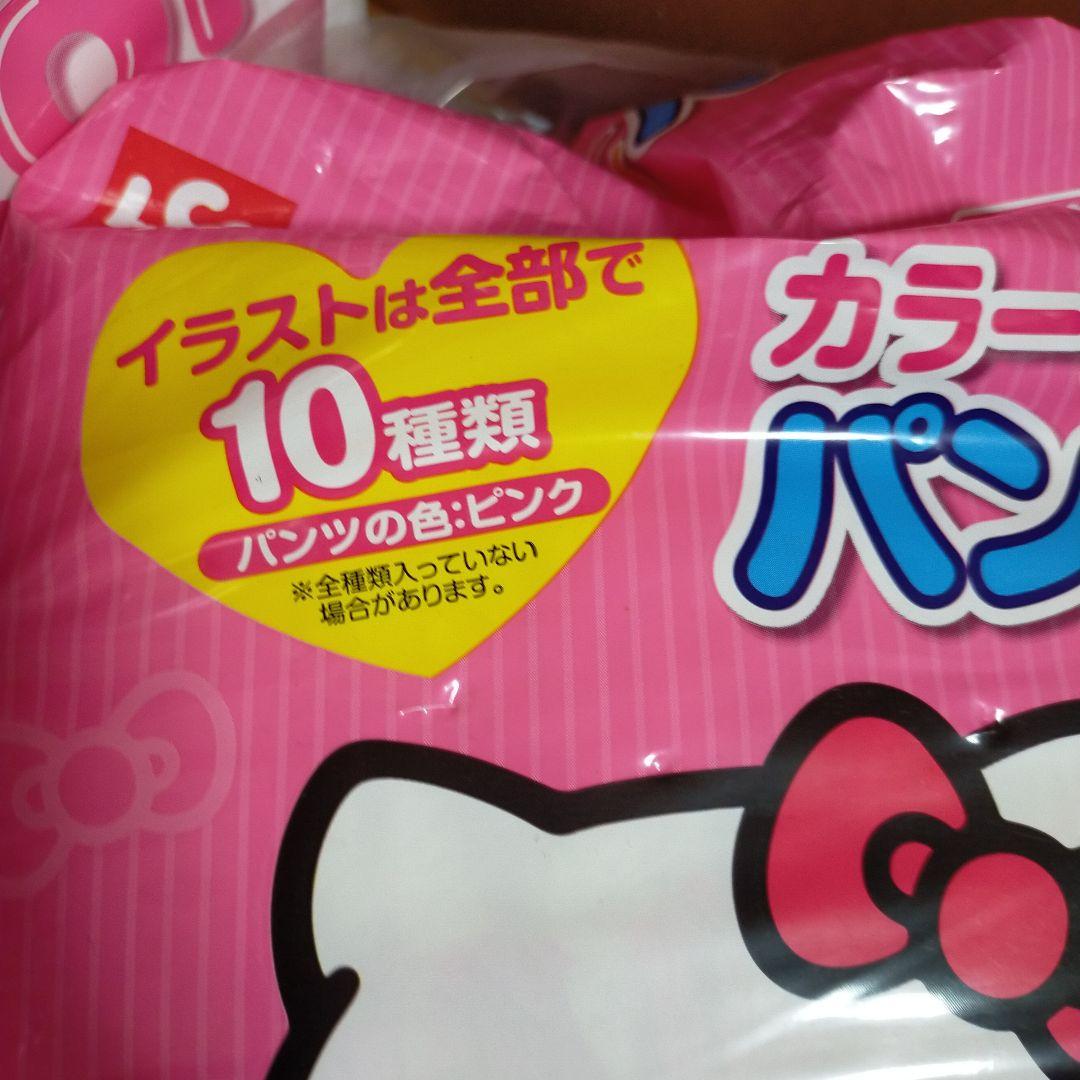 イラストは全部で
10種類
パンツの色:ピンク
※全種類入っていない
場合があります。
カラー
パン